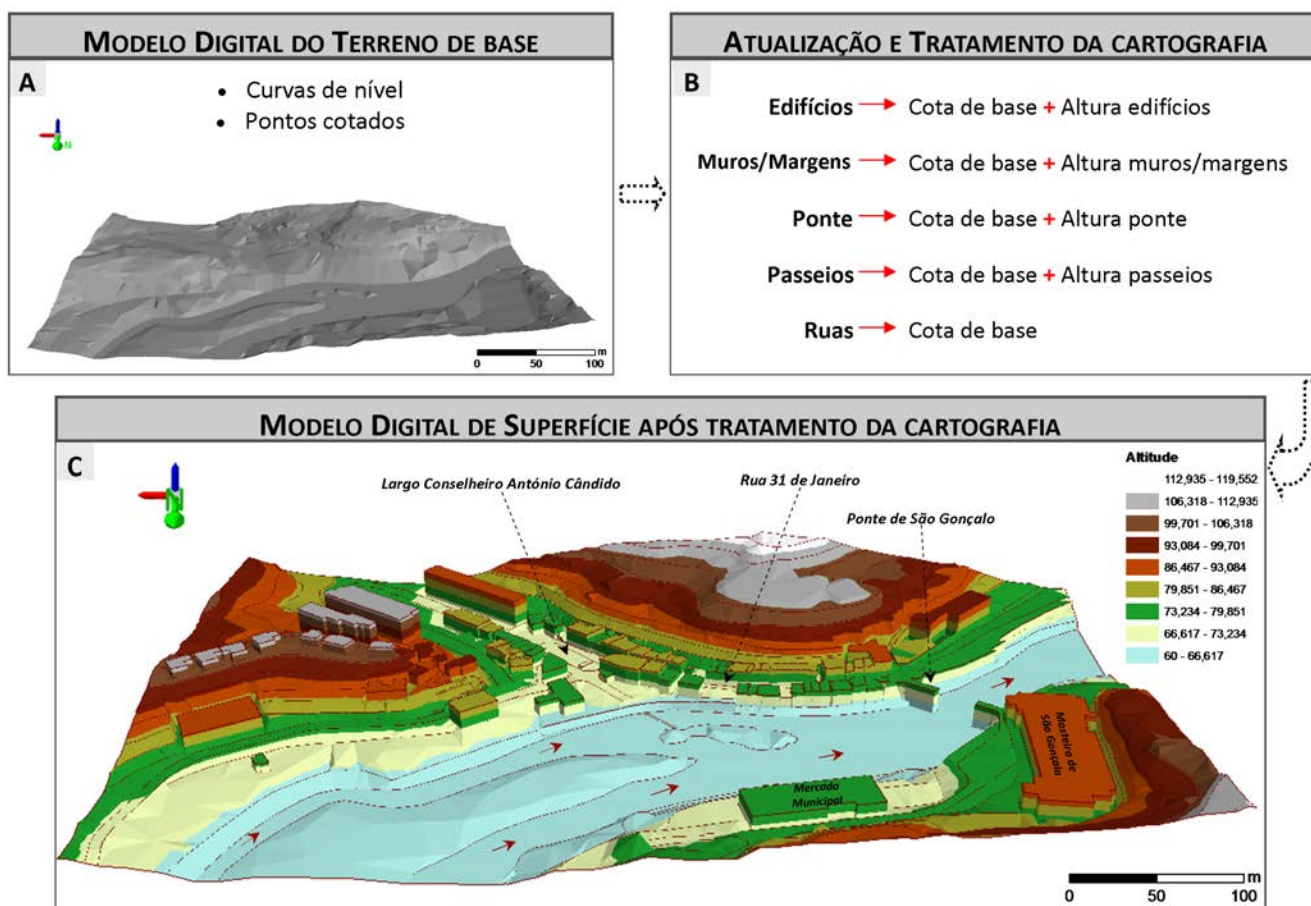 MODELO DIGITAL DO TERRENO DE BASE
A
• Curvas de nível
• Pontos cotados
N
m
0 50 100
ATUALIZAÇÃO E TRATAMENTO DA CARTOGRAFIA
B
Edifícios → Cota de base + Altura edifícios
Muros/Margens → Cota de base + Altura muros/margens
Ponte → Cota de base + Altura ponte
Passeios → Cota de base + Altura passeios
Ruas → Cota de base
MODELO DIGITAL DE SUPERFÍCIE APÓS TRATAMENTO DA CARTOGRAFIA
C
N
Largo Conselheiro António Cândido
Rua 31 de Janeiro
Ponte de São Gonçalo
Altitude
112,935 - 119,552
106,318 - 112,935
99,701 - 106,318
93,084 - 99,701
86,467 - 93,084
79,851 - 86,467
73,234 - 79,851
66,617 - 73,234
60 - 66,617
Mosteiro de
São Gonçalo
Mercado
Municipal
m
0 50 100